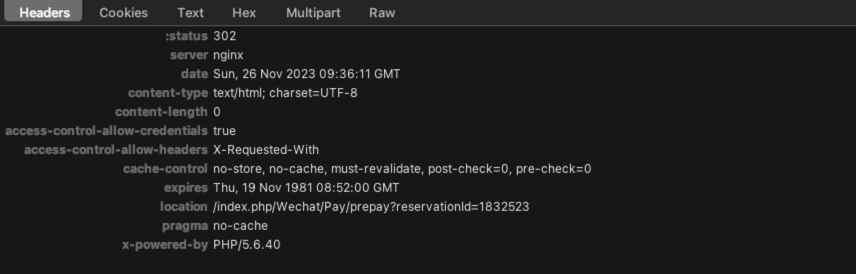 Headers Cookies Text Hex Multipart Raw
:status 302
server nginx
date Sun, 26 Nov 2023 09:36:11 GMT
content-type text/html; charset=UTF-8
content-length 0
access-control-allow-credentials true
access-control-allow-headers X-Requested-With
cache-control no-store, no-cache, must-revalidate, post-check=0, pre-check=0
expires Thu, 19 Nov 1981 08:52:00 GMT
location /index.php/Wechat/Pay/prepay?reservationId=1832523
pragma no-cache
x-powered-by PHP/5.6.40